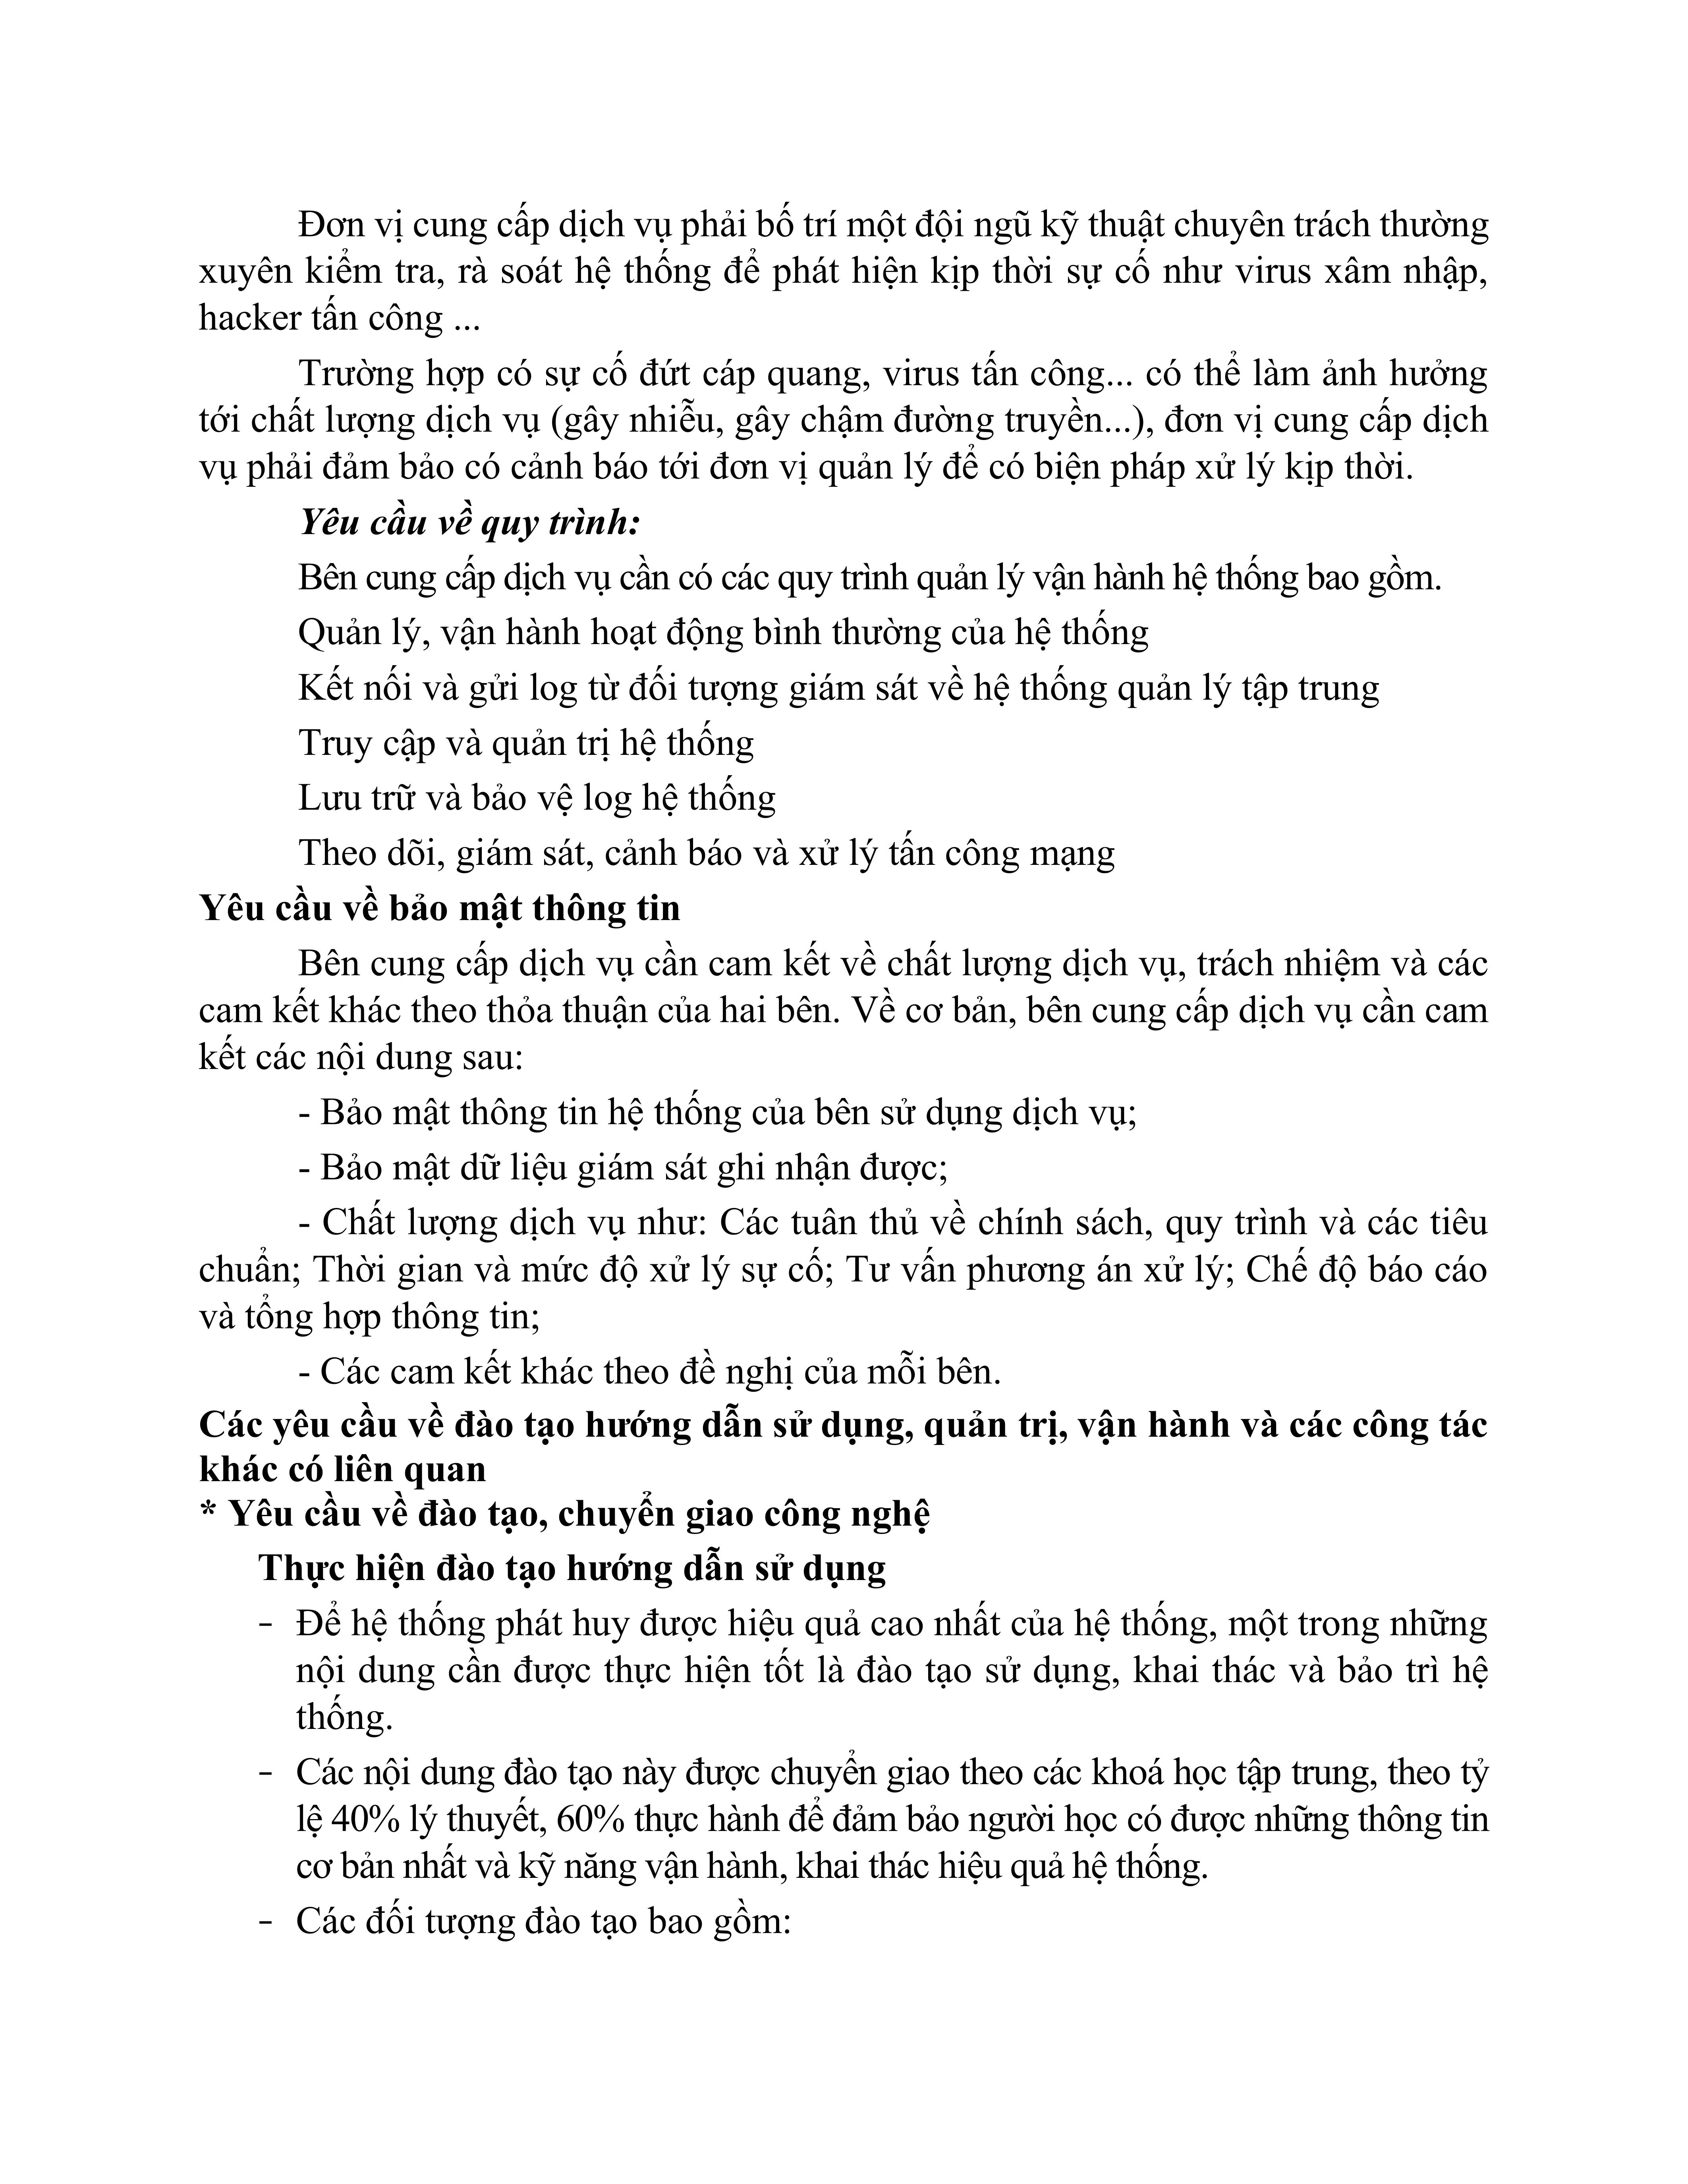 Đơn vị cung cấp dịch vụ phải bố trí một đội ngũ kỹ thuật chuyên trách thường
xuyên kiểm tra, rà soát hệ thống để phát hiện kịp thời sự cố như virus xâm nhập,
hacker tấn công ...
Trường hợp có sự cố đứt cáp quang, virus tấn công... có thể làm ảnh hưởng
tới chất lượng dịch vụ (gây nhiễu, gây chậm đường truyền...), đơn vị cung cấp dịch
vụ phải đảm bảo có cảnh báo tới đơn vị quản lý để có biện pháp xử lý kịp thời.
Yêu cầu về quy trình:
Bên cung cấp dịch vụ cần có các quy trình quản lý vận hành hệ thống bao gồm.
Quản lý, vận hành hoạt động bình thường của hệ thống
Kết nối và gửi log từ đối tượng giám sát về hệ thống quản lý tập trung
Truy cập và quản trị hệ thống
Lưu trữ và bảo vệ log hệ thống
Theo dõi, giám sát, cảnh báo và xử lý tấn công mạng
Yêu cầu về bảo mật thông tin
Bên cung cấp dịch vụ cần cam kết về chất lượng dịch vụ, trách nhiệm và các
cam kết khác theo thỏa thuận của hai bên. Về cơ bản, bên cung cấp dịch vụ cần cam
kết các nội dung sau:
- Bảo mật thông tin hệ thống của bên sử dụng dịch vụ;
- Bảo mật dữ liệu giám sát ghi nhận được;
- Chất lượng dịch vụ như: Các tuân thủ về chính sách, quy trình và các tiêu
chuẩn; Thời gian và mức độ xử lý sự cố; Tư vấn phương án xử lý; Chế độ báo cáo
và tổng hợp thông tin;
- Các cam kết khác theo đề nghị của mỗi bên.
Các yêu cầu về đào tạo hướng dẫn sử dụng, quản trị, vận hành và các công tác
khác có liên quan
* Yêu cầu về đào tạo, chuyển giao công nghệ
Thực hiện đào tạo hướng dẫn sử dụng
- Để hệ thống phát huy được hiệu quả cao nhất của hệ thống, một trong những
nội dung cần được thực hiện tốt là đào tạo sử dụng, khai thác và bảo trì hệ
thống.
- Các nội dung đào tạo này được chuyển giao theo các khoá học tập trung, theo tỷ
lệ 40% lý thuyết, 60% thực hành để đảm bảo người học có được những thông tin
cơ bản nhất và kỹ năng vận hành, khai thác hiệu quả hệ thống.
- Các đối tượng đào tạo bao gồm: